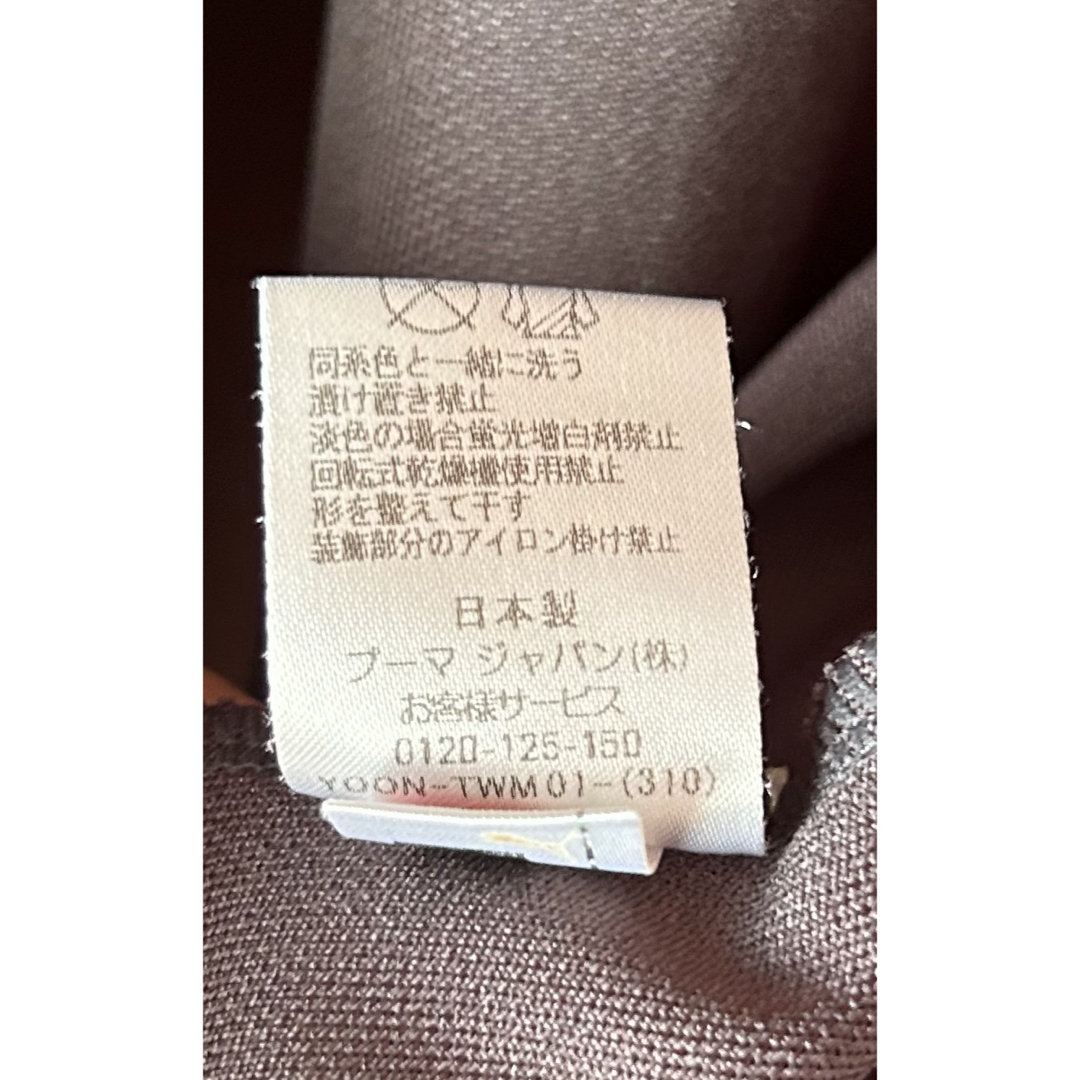 同系色と一緒に洗う
漬け置き禁止
淡色の場合蛍光増白剤禁止
回転式乾燥機使用禁止
形を整えて干す
装飾部分のアイロン掛け禁止
日本製
プーマ ジャパン(株)
お客様サービス
0120-125-150
YOON-TWM01-(310)